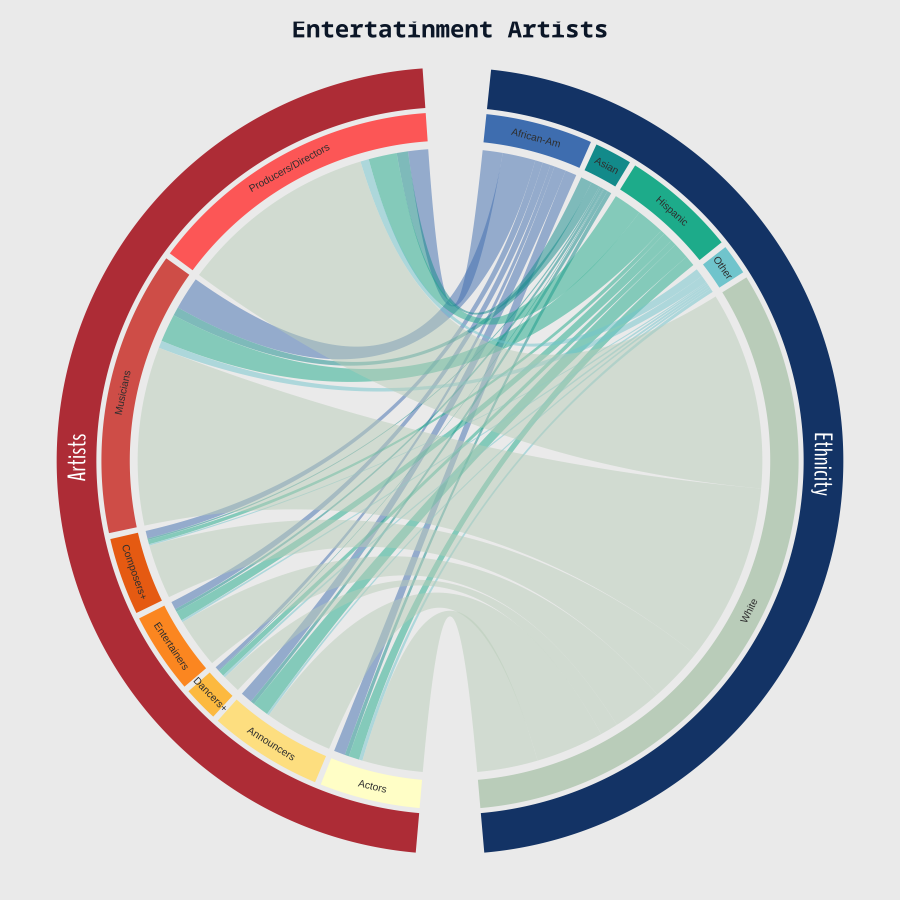 Entertatinment Artists
African-Am
Asian
Hispanic
Other
White
Ethnicity
Artists
Producers/Directors
Musicians
Composers+
Entertainers
Dancers+
Announcers
Actors